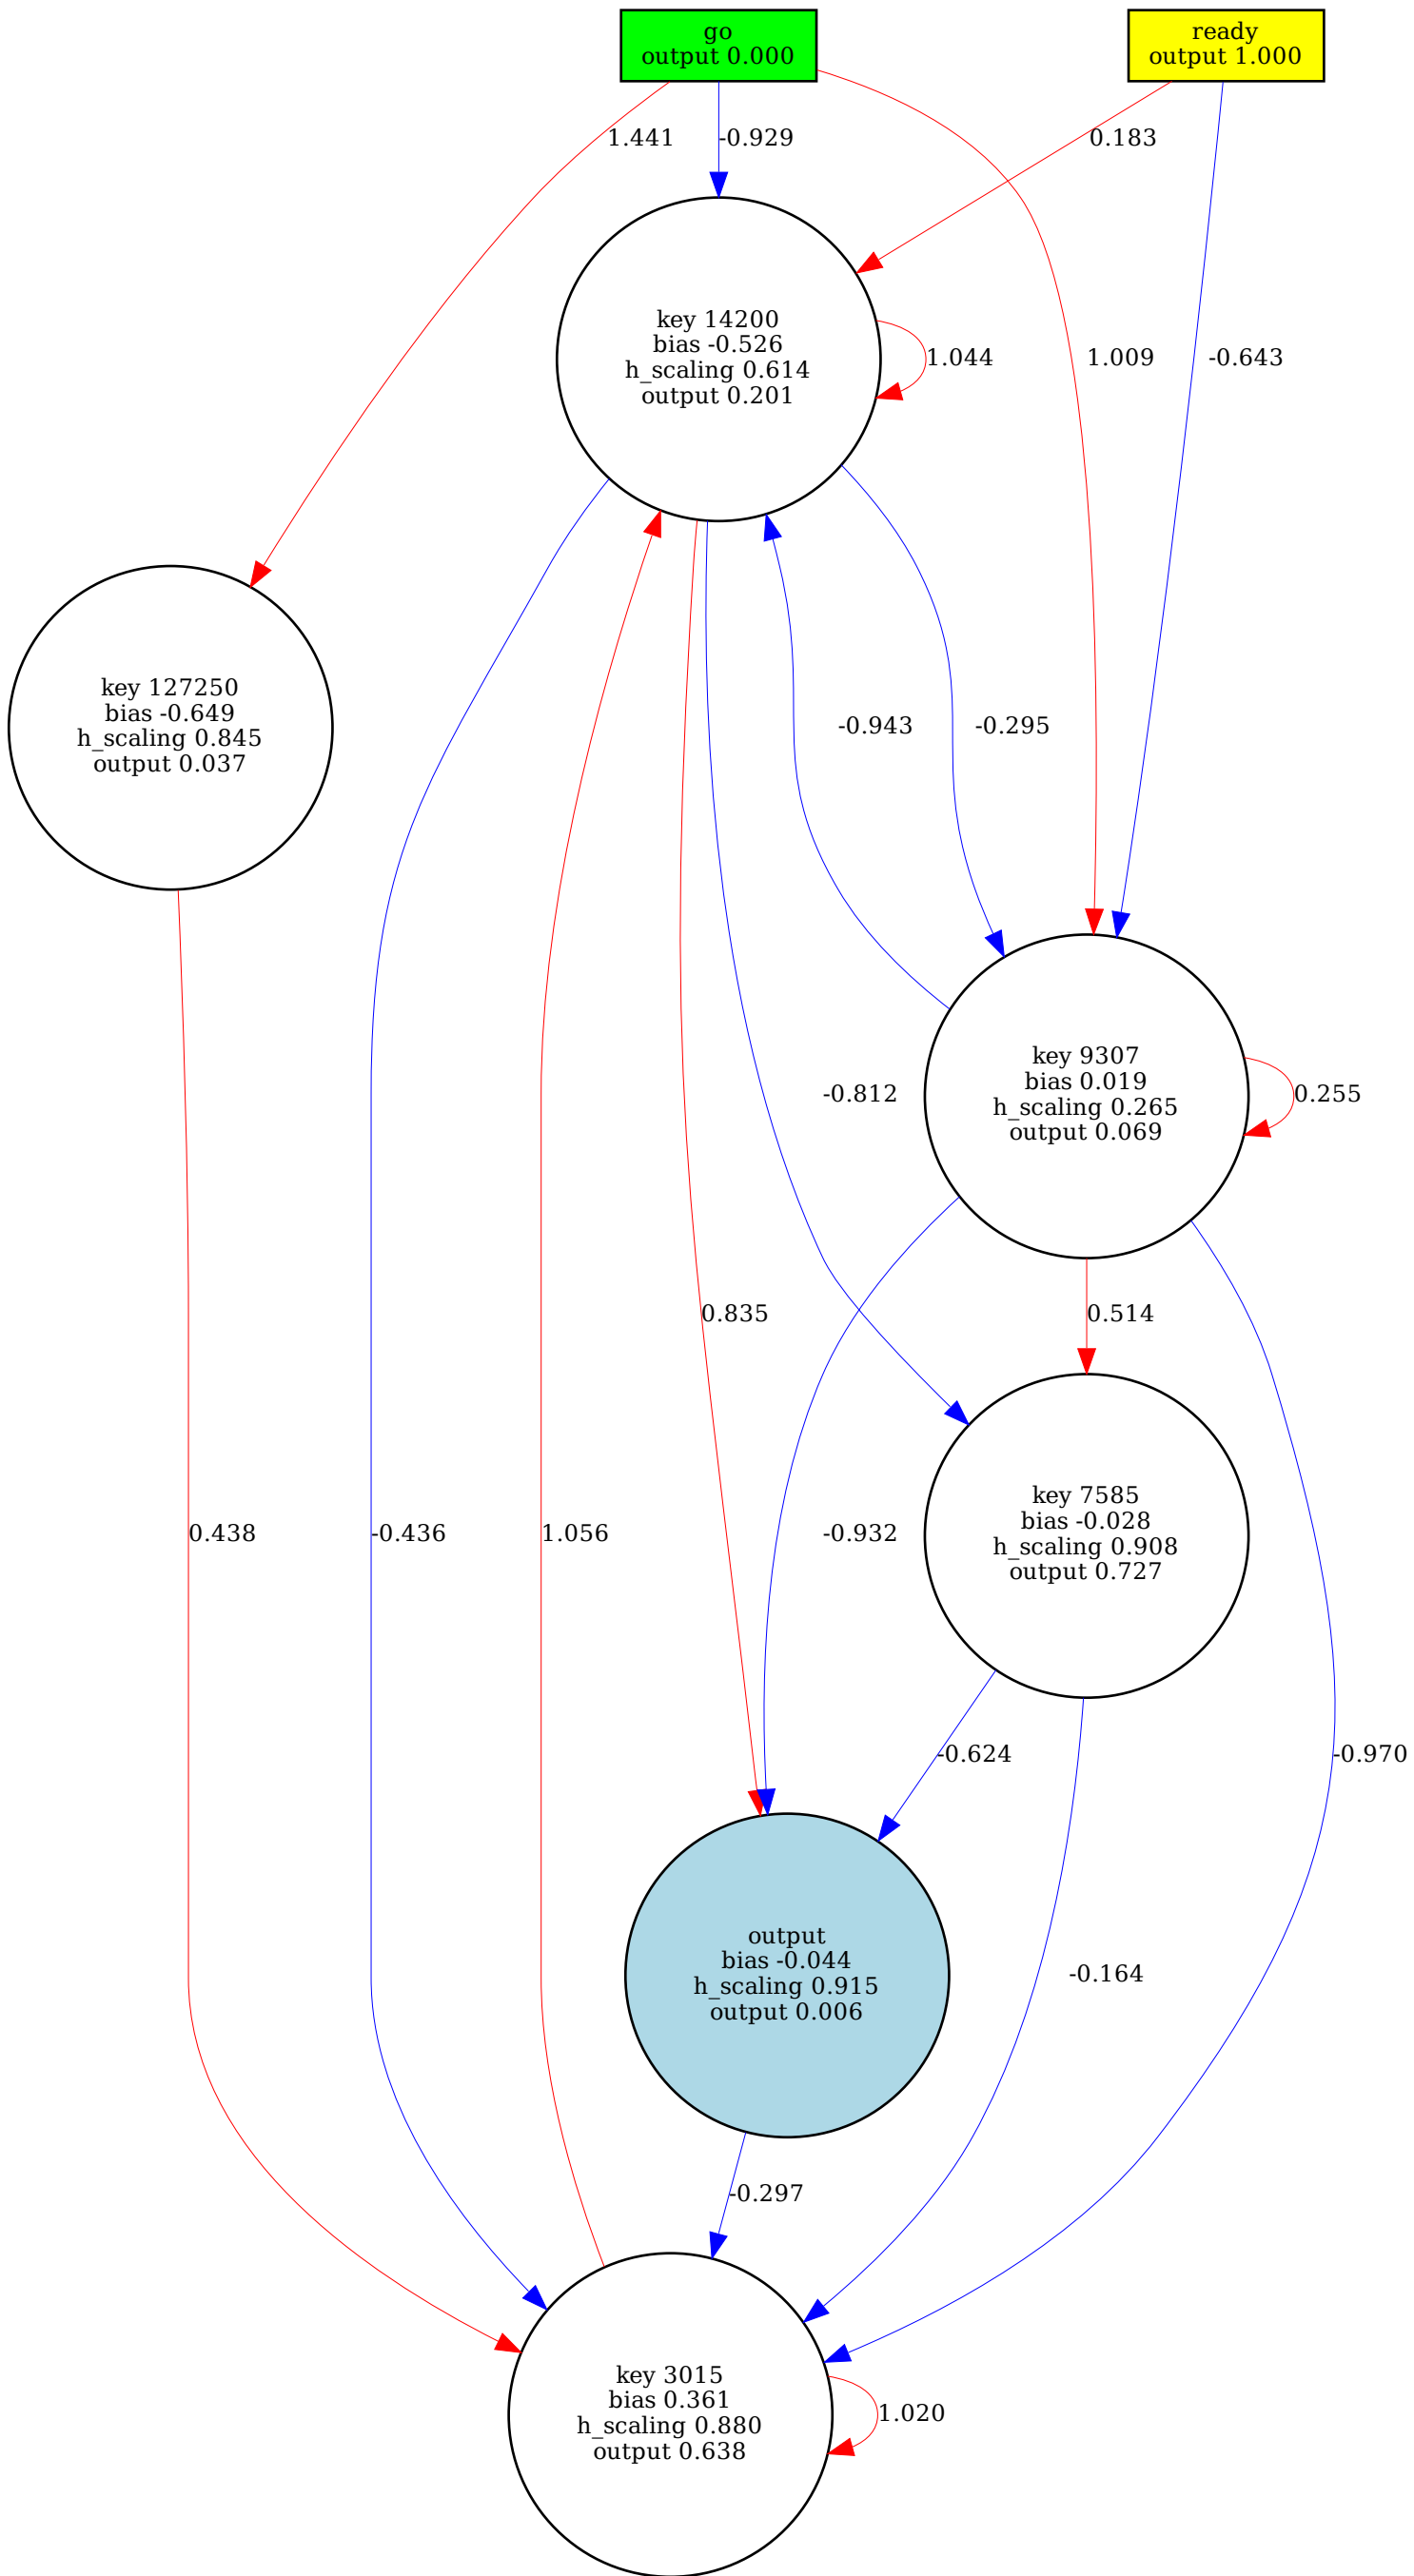 go
output 0.000
ready
output 1.000
1.441
-0.929
0.183
key 14200
bias -0.526
h_scaling 0.614
output 0.201
1.044
1.009
-0.643
key 127250
bias -0.649
h_scaling 0.845
output 0.037
-0.943
-0.295
key 9307
bias 0.019
h_scaling 0.265
output 0.069
-0.812
0.255
0.835
0.514
key 7585
bias -0.028
h_scaling 0.908
output 0.727
0.438
-0.436
1.056
-0.932
-0.624
-0.970
output
bias -0.044
h_scaling 0.915
output 0.006
-0.164
-0.297
key 3015
bias 0.361
h_scaling 0.880
output 0.638
1.020